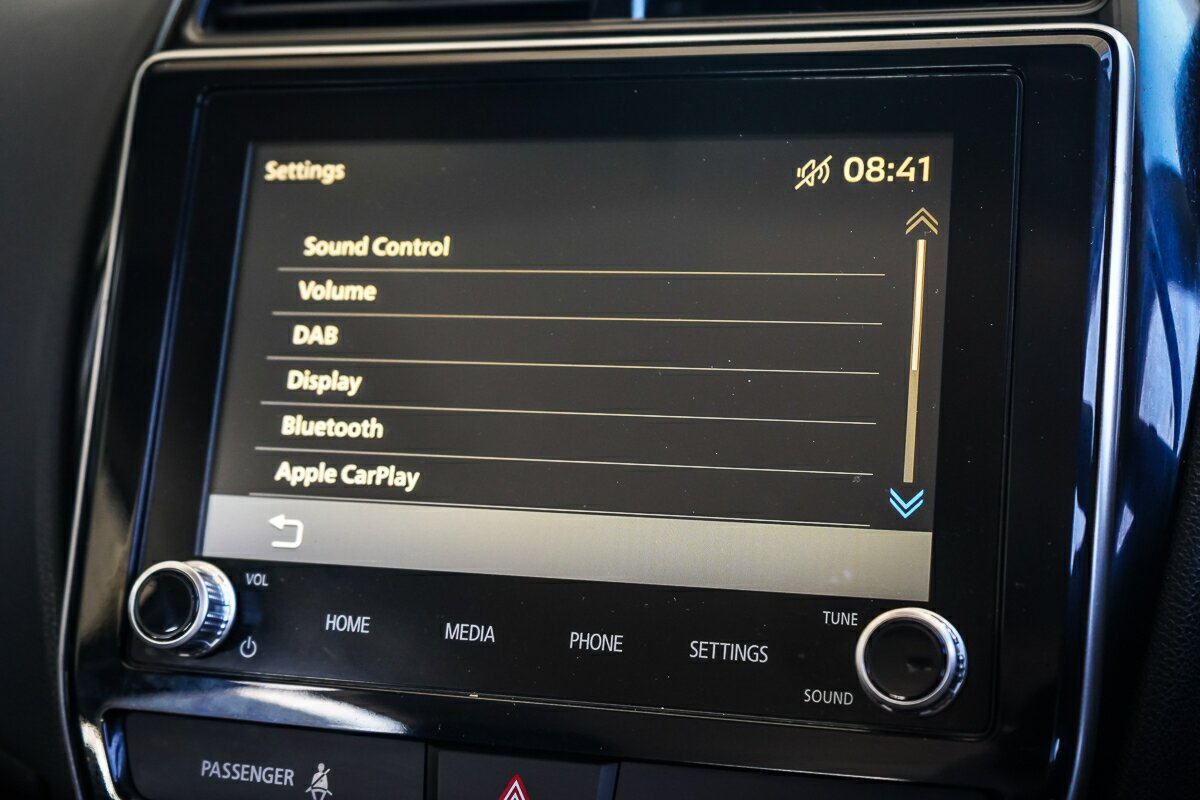 Settings
08:41
Sound Control
Volume
DAB
Display
Bluetooth
Apple CarPlay
VOL
HOME
MEDIA
PHONE
SETTINGS
TUNE
SOUND
PASSENGER